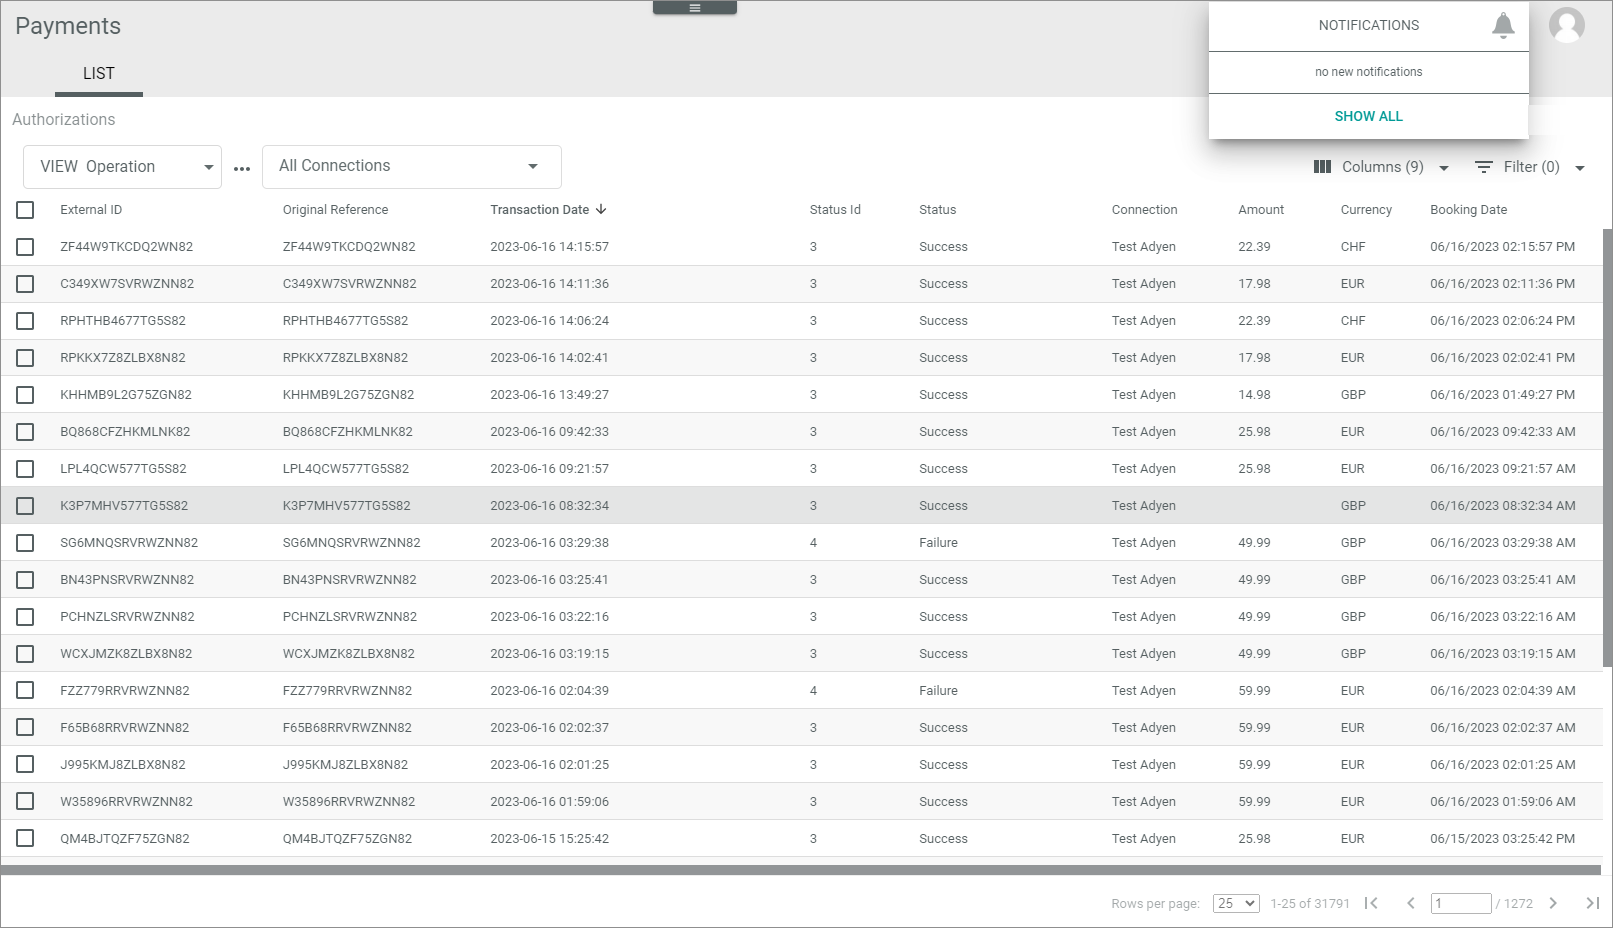 Payments
NOTIFICATIONS
LIST
no new notifications
SHOW ALL
Authorizations
VIEW Operation ... All Connections Columns (9) Filter (0)
External ID Original Reference Transaction Date Status Id Status Connection Amount Currency Booking Date
ZF44W9TKCDQ2WN82 ZF44W9TKCDQ2WN82 2023-06-16 14:15:57 3 Success Test Adyen 22.39 CHF 06/16/2023 02:15:57 PM
C349XW7SVRWZNN82 C349XW7SVRWZNN82 2023-06-16 14:11:36 3 Success Test Adyen 17.98 EUR 06/16/2023 02:11:36 PM
RPHTHB4677TG5S82 RPHTHB4677TG5S82 2023-06-16 14:06:24 3 Success Test Adyen 22.39 CHF 06/16/2023 02:06:24 PM
RPKKX7Z8ZLBX8N82 RPKKX7Z8ZLBX8N82 2023-06-16 14:02:41 3 Success Test Adyen 17.98 EUR 06/16/2023 02:02:41 PM
KHHMB9L2G75ZGN82 KHHMB9L2G75ZGN82 2023-06-16 13:49:27 3 Success Test Adyen 14.98 GBP 06/16/2023 01:49:27 PM
BQ868CFZHKMLNK82 BQ868CFZHKMLNK82 2023-06-16 09:42:33 3 Success Test Adyen 25.98 EUR 06/16/2023 09:42:33 AM
LPL4QCW577TG5S82 LPL4QCW577TG5S82 2023-06-16 09:21:57 3 Success Test Adyen 25.98 EUR 06/16/2023 09:21:57 AM
K3P7MHV577TG5S82 K3P7MHV577TG5S82 2023-06-16 08:32:34 3 Success Test Adyen GBP 06/16/2023 08:32:34 AM
SG6MNQSRVRWZNN82 SG6MNQSRVRWZNN82 2023-06-16 03:29:38 4 Failure Test Adyen 49.99 GBP 06/16/2023 03:29:38 AM
BN43PNSRVRWZNN82 BN43PNSRVRWZNN82 2023-06-16 03:25:41 3 Success Test Adyen 49.99 GBP 06/16/2023 03:25:41 AM
PCHNZLSRVRWZNN82 PCHNZLSRVRWZNN82 2023-06-16 03:22:16 3 Success Test Adyen 49.99 GBP 06/16/2023 03:22:16 AM
WCXJMZK8ZLBX8N82 WCXJMZK8ZLBX8N82 2023-06-16 03:19:15 3 Success Test Adyen 49.99 GBP 06/16/2023 03:19:15 AM
FZZ779RRVRWZNN82 FZZ779RRVRWZNN82 2023-06-16 02:04:39 4 Failure Test Adyen 59.99 EUR 06/16/2023 02:04:39 AM
F65B68RRVRWZNN82 F65B68RRVRWZNN82 2023-06-16 02:02:37 3 Success Test Adyen 59.99 EUR 06/16/2023 02:02:37 AM
J995KMJ8ZLBX8N82 J995KMJ8ZLBX8N82 2023-06-16 02:01:25 3 Success Test Adyen 59.99 EUR 06/16/2023 02:01:25 AM
W35896RRVRWZNN82 W35896RRVRWZNN82 2023-06-16 01:59:06 3 Success Test Adyen 59.99 EUR 06/16/2023 01:59:06 AM
QM4BJTQZF75ZGN82 QM4BJTQZF75ZGN82 2023-06-15 15:25:42 3 Success Test Adyen 25.98 EUR 06/15/2023 03:25:42 PM
Rows per page: 25 1-25 of 31791 1 / 1272